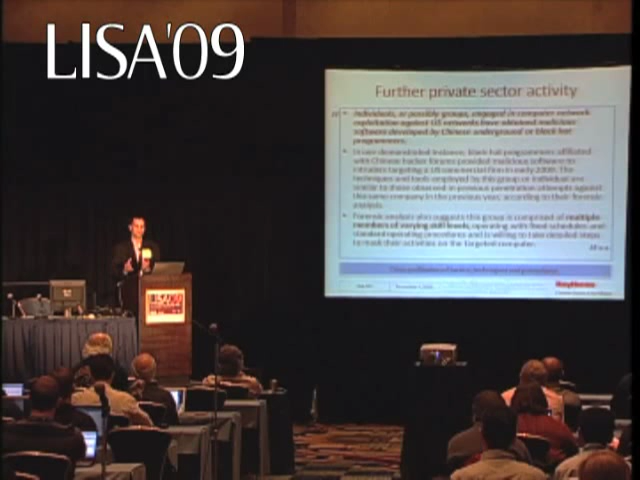 LISA'09
Further private sector activity
• Individuals, or possibly groups, engaged in computer network
exploitation against US networks have obtained malicious
software developed by Chinese underground or black hat
programmers.
• In one demonstrated instance, black hat programmers affiliated
with Chinese hacker forums provided malicious software to
intruders targeting a US commercial firm in early 2009. The
techniques and tools employed by this group or individual are
similar to those observed in previous penetration attempts against
this same company in the previous year, according to their forensic
analysis.
• Forensic analysis also suggests this group is comprised of multiple
members of varying skill levels, operating with fixed schedules and
standard operating procedures and is willing to take detailed steps
to mask their activities on the targeted computer.
Raytheon
LISA'09